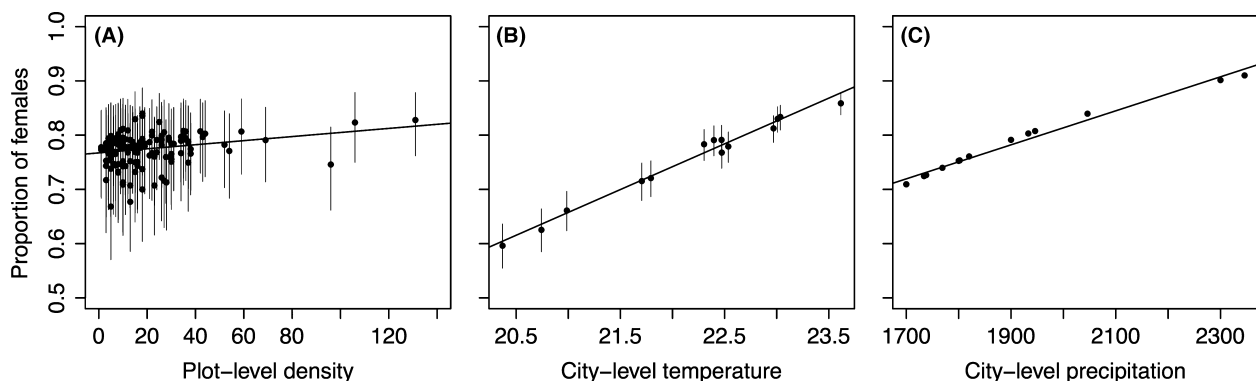 (A) (B) (C)
Proportion of females
0.5 0.6 0.7 0.8 0.9 1.0
0 20 40 60 80 120
20.5 21.5 22.5 23.5
1700 1900 2100 2300
Plot−level density
City−level temperature
City−level precipitation